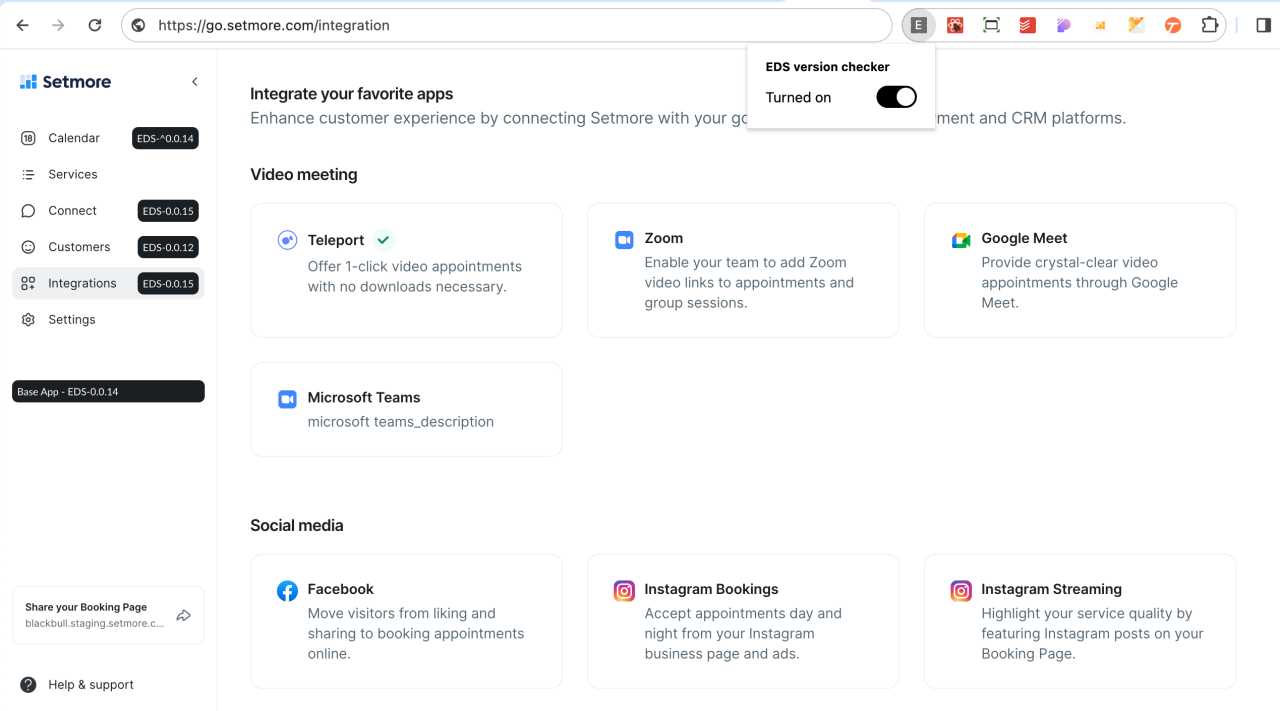 https://go.setmore.com/integration
E
EDS version checker
Turned on
Setmore
18 Calendar EDS-^0.0.14
Services
Connect EDS-0.0.15
Customers EDS-0.0.12
Integrations EDS-0.0.15
Settings
Base App - EDS-0.0.14
Share your Booking Page
blackbull.staging.setmore.c...
Help & support
Integrate your favorite apps
Enhance customer experience by connecting Setmore with your go ment and CRM platforms.
Video meeting
Teleport
Offer 1-click video appointments
with no downloads necessary.
Zoom
Enable your team to add Zoom
video links to appointments and
group sessions.
Google Meet
Provide crystal-clear video
appointments through Google
Meet.
Microsoft Teams
microsoft teams_description
Social media
Facebook
Move visitors from liking and
sharing to booking appointments
online.
Instagram Bookings
Accept appointments day and
night from your Instagram
business page and ads.
Instagram Streaming
Highlight your service quality by
featuring Instagram posts on your
Booking Page.